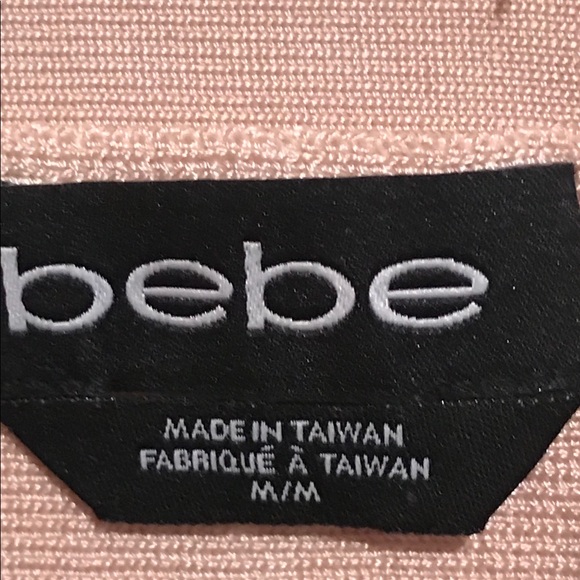 bebe
MADE IN TAIWAN
FABRIQUÉ À TAIWAN
M/M